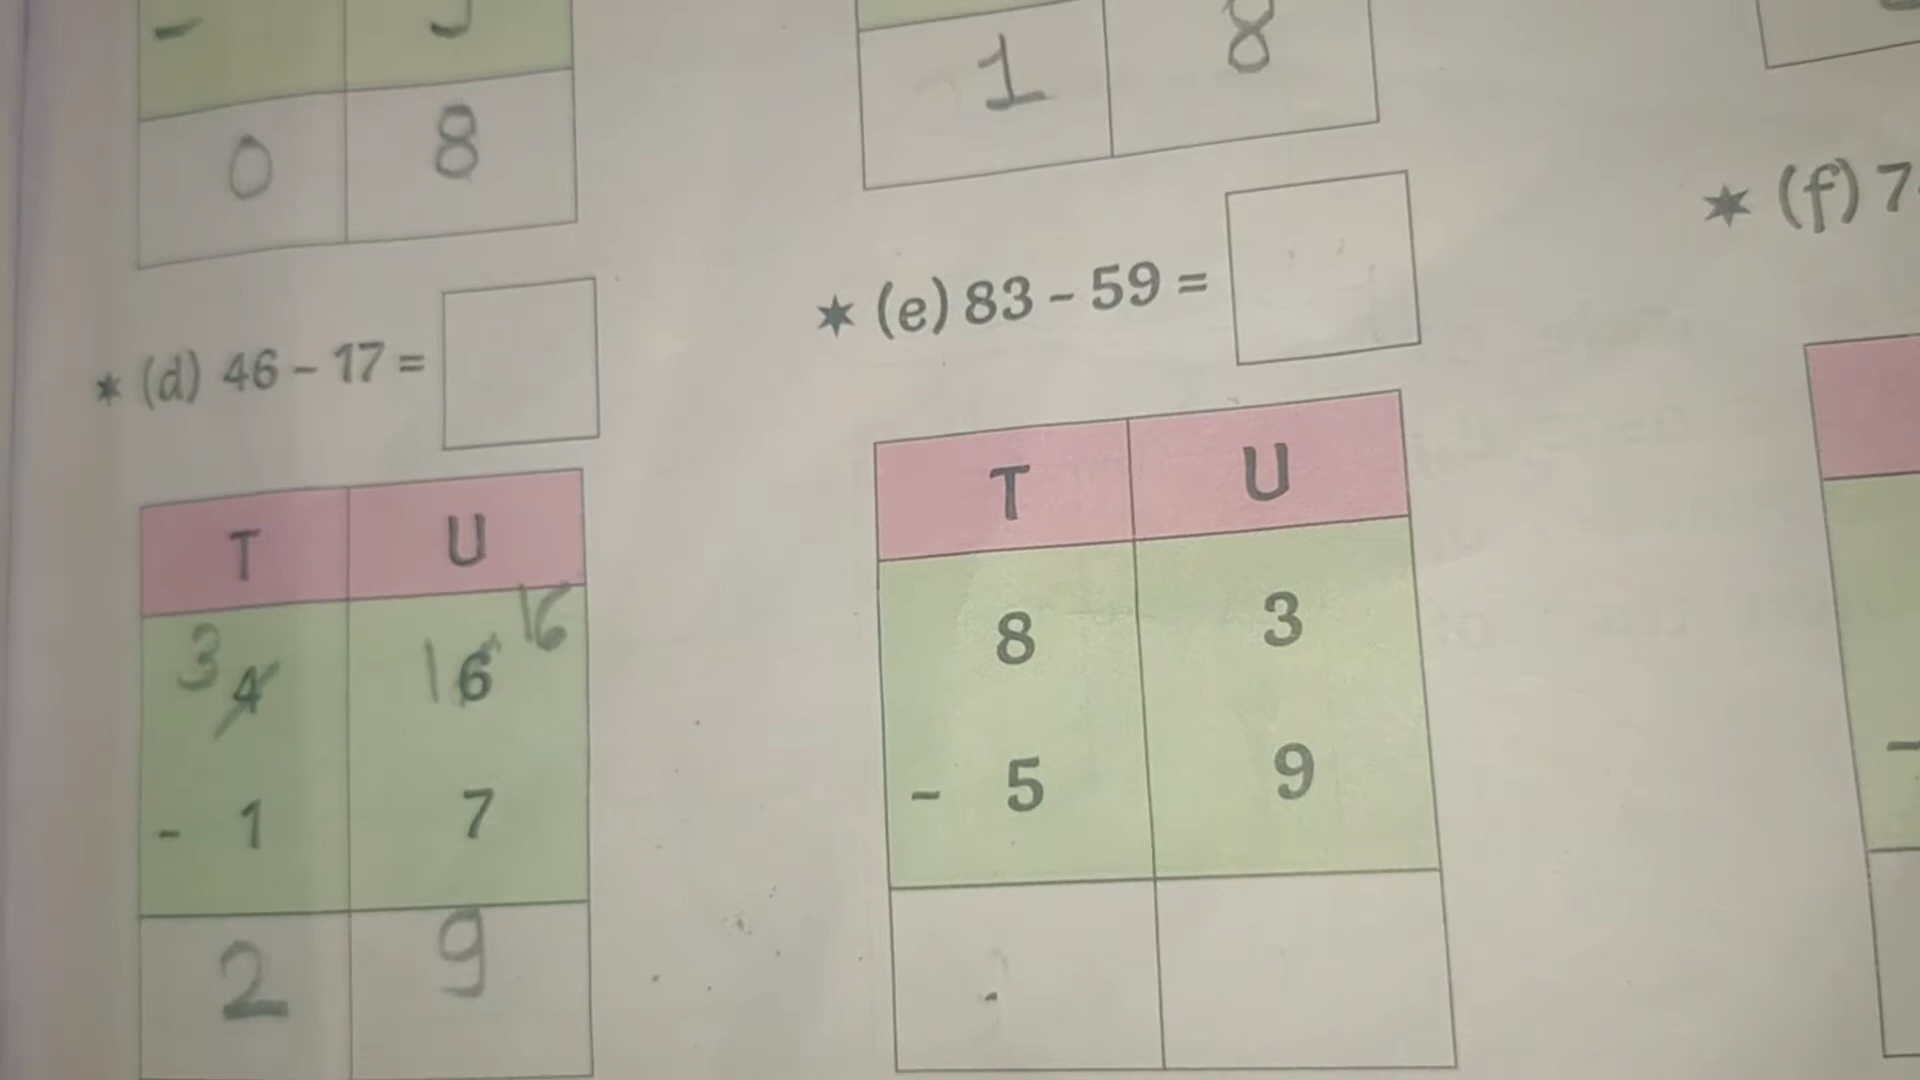 -
0 8
1 8
* (d) 46 - 17 =
T U
3 4 16 16
- 1 7
2 9
* (e) 83 - 59 =
T U
8 3
- 5 9
* (f) 7
-